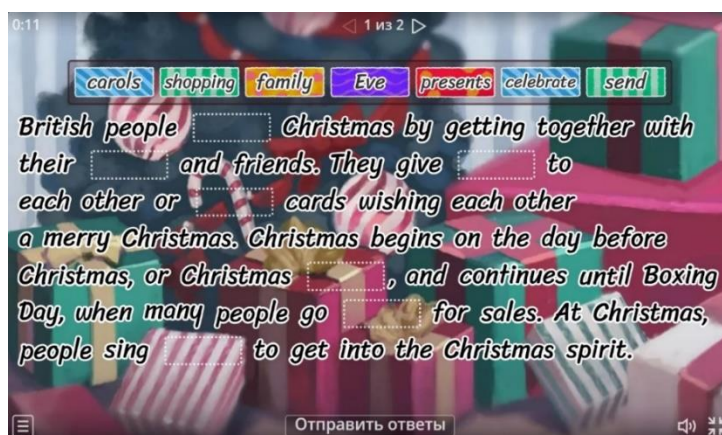 0:11 1 из 2
carols shopping family Eve presents celebrate send
British people Christmas by getting together with
their and friends. They give to
each other or cards wishing each other
a merry Christmas. Christmas begins on the day before
Christmas, or Christmas , and continues until Boxing
Day, when many people go for sales. At Christmas,
people sing to get into the Christmas spirit.
Отправить ответы